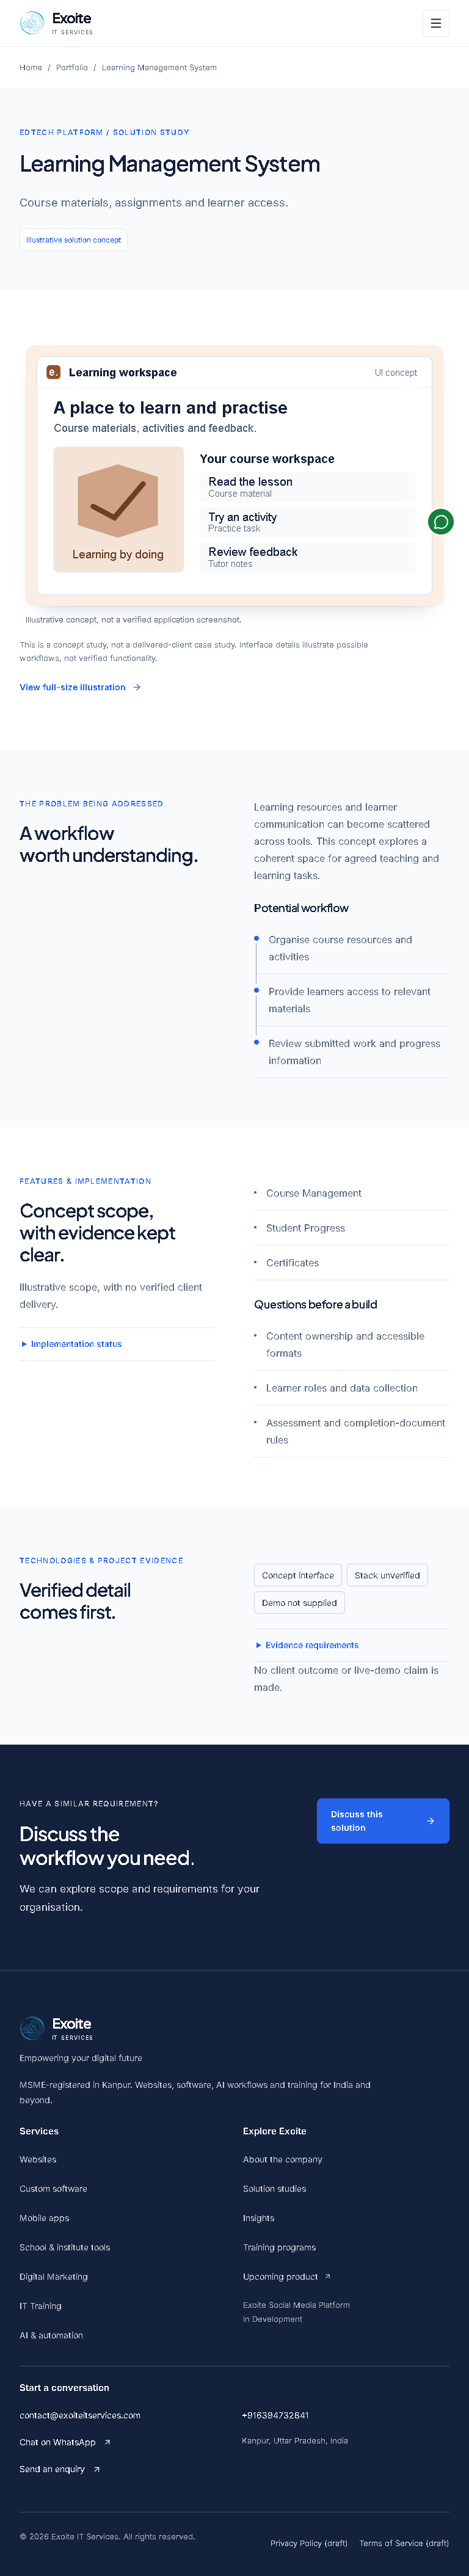 Exoite
IT SERVICES
Home / Portfolio / Learning Management System
EDTECH PLATFORM / SOLUTION STUDY
Learning Management System
Course materials, assignments and learner access.
Illustrative solution concept
e. Learning workspace
UI concept
A place to learn and practise
Course materials, activities and feedback.
Learning by doing
Your course workspace
Read the lesson
Course material
Try an activity
Practice task
Review feedback
Tutor notes
Illustrative concept, not a verified application screenshot.
This is a concept study, not a delivered-client case study. Interface details illustrate possible
workflows, not verified functionality.
View full-size illustration →
THE PROBLEM BEING ADDRESSED
A workflow
worth understanding.
Learning resources and learner
communication can become scattered
across tools. This concept explores a
coherent space for agreed teaching and
learning tasks.
Potential workflow
Organise course resources and
activities
Provide learners access to relevant
materials
Review submitted work and progress
information
FEATURES & IMPLEMENTATION
Concept scope,
with evidence kept
clear.
Illustrative scope, with no verified client
delivery.
Implementation status
Course Management
Student Progress
Certificates
Questions before a build
Content ownership and accessible
formats
Learner roles and data collection
Assessment and completion-document
rules
TECHNOLOGIES & PROJECT EVIDENCE
Verified detail
comes first.
Concept interface
Stack unverified
Demo not supplied
Evidence requirements
No client outcome or live-demo claim is
made.
HAVE A SIMILAR REQUIREMENT?
Discuss the
workflow you need.
We can explore scope and requirements for your
organisation.
Discuss this
solution →
Exoite
IT SERVICES
Empowering your digital future
MSME-registered in Kanpur. Websites, software, AI workflows and training for India and
beyond.
Services
Websites
Custom software
Mobile apps
School & institute tools
Digital Marketing
IT Training
AI & automation
Explore Exoite
About the company
Solution studies
Insights
Training programs
Upcoming product ↗
Exoite Social Media Platform
In Development
Start a conversation
contact@exoiteitservices.com
Chat on WhatsApp ↗
Send an enquiry ↗
+916394732841
Kanpur, Uttar Pradesh, India
© 2026 Exoite IT Services. All rights reserved.
Privacy Policy (draft)
Terms of Service (draft)